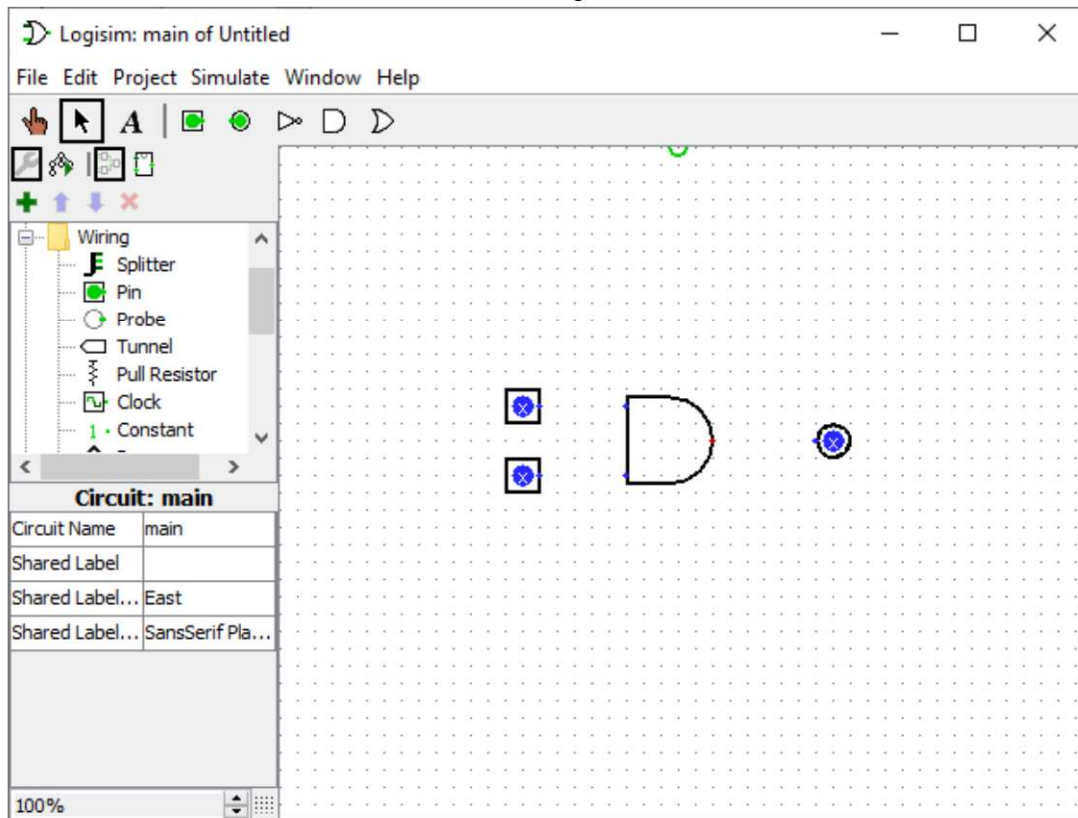 Logisim: main of Untitled
File Edit Project Simulate Window Help
A
Wiring
Splitter
Pin
Probe
Tunnel
Pull Resistor
Clock
1 Constant
Circuit: main
Circuit Name main
Shared Label
Shared Label... East
Shared Label... SansSerif Pla...
100%
x
x
x